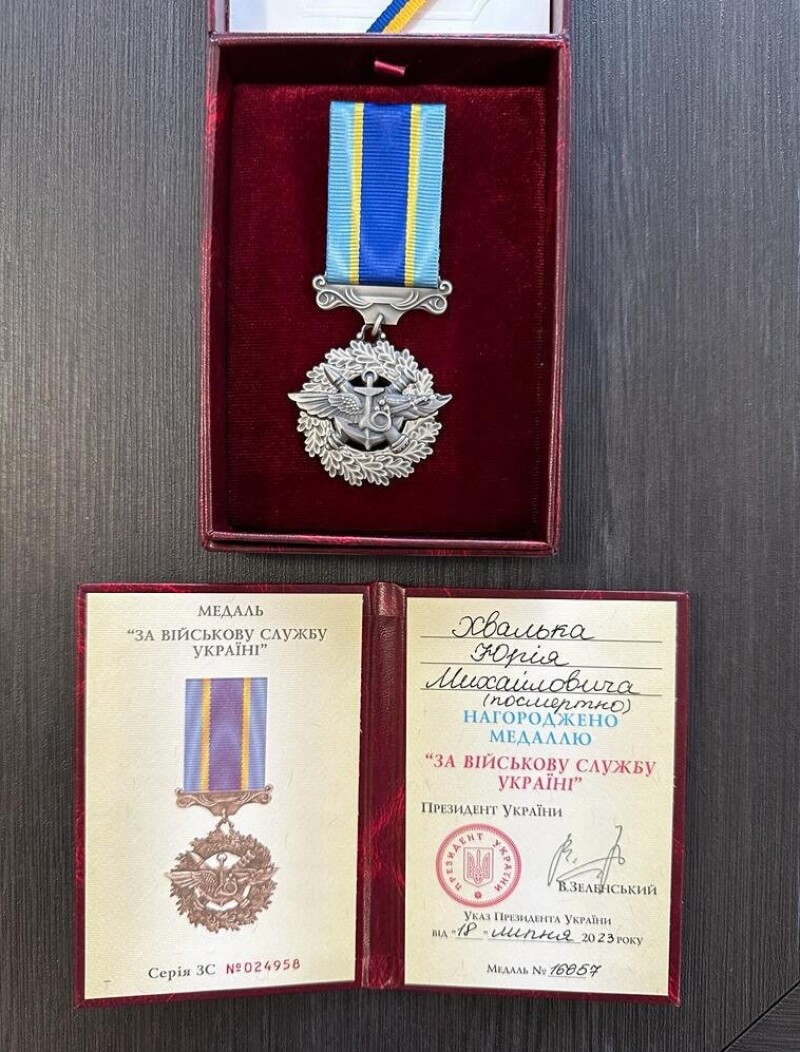 МЕДАЛЬ
“ЗА ВІЙСЬКОВУ СЛУЖБУ
УКРАЇНІ”
Серія ЗС №024958
Хвалька
Юрія
Михайловича
(посмертно)
НАГОРОДЖЕНО
МЕДАЛЛЮ
“ЗА ВІЙСЬКОВУ СЛУЖБУ
УКРАЇНІ”
ПРЕЗИДЕНТ УКРАЇНИ
ПРЕЗИДЕНТ УКРАЇНИ
В.ЗЕЛЕНСЬКИЙ
УКАЗ ПРЕЗИДЕНТА УКРАЇНИ
ВІД “18” липня 2023 РОКУ
МЕДАЛЬ № 16057